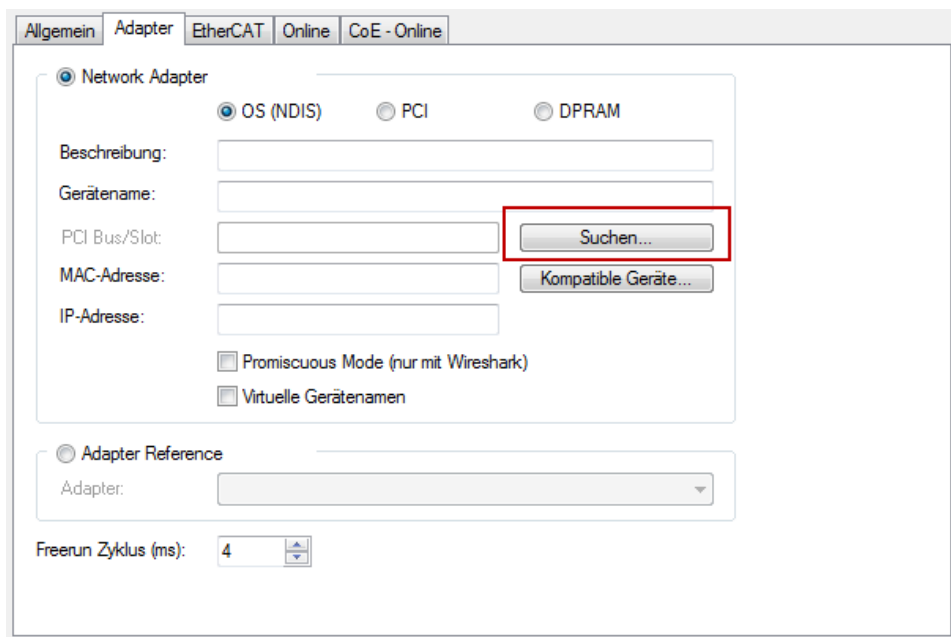 Allgemein Adapter EtherCAT Online CoE - Online
Network Adapter
OS (NDIS) PCI DPRAM
Beschreibung:
Gerätename:
PCI Bus/Slot: Suchen...
MAC-Adresse: Kompatible Geräte...
IP-Adresse:
Promiscuous Mode (nur mit Wireshark)
Virtuelle Gerätenamen
Adapter Reference
Adapter:
Freerun Zyklus (ms): 4